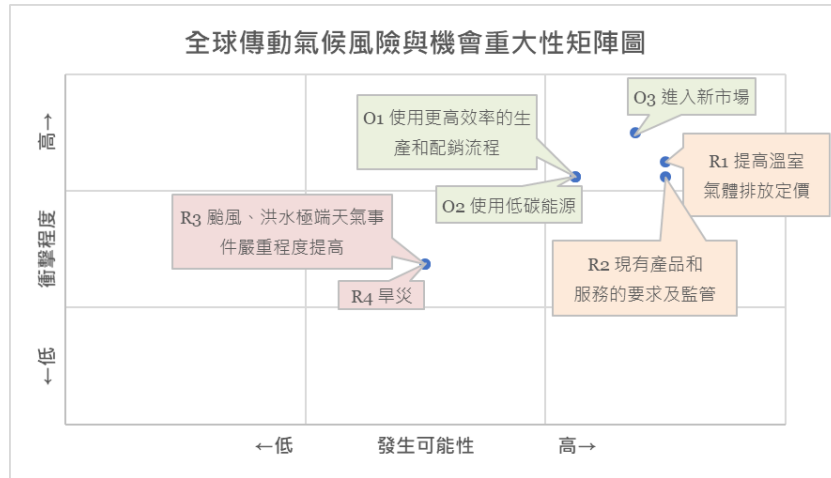 全球傳動氣候風險與機會重大性矩陣圖
O3 進入新市場
O1 使用更高效率的生
產和配銷流程
R1 提高溫室
氣體排放定價
O2 使用低碳能源
R3 颱風、洪水極端天氣事
件嚴重程度提高
R2 現有產品和
服務的要求及監管
R4 旱災
高→
衝擊程度
←低
←低
發生可能性
高→